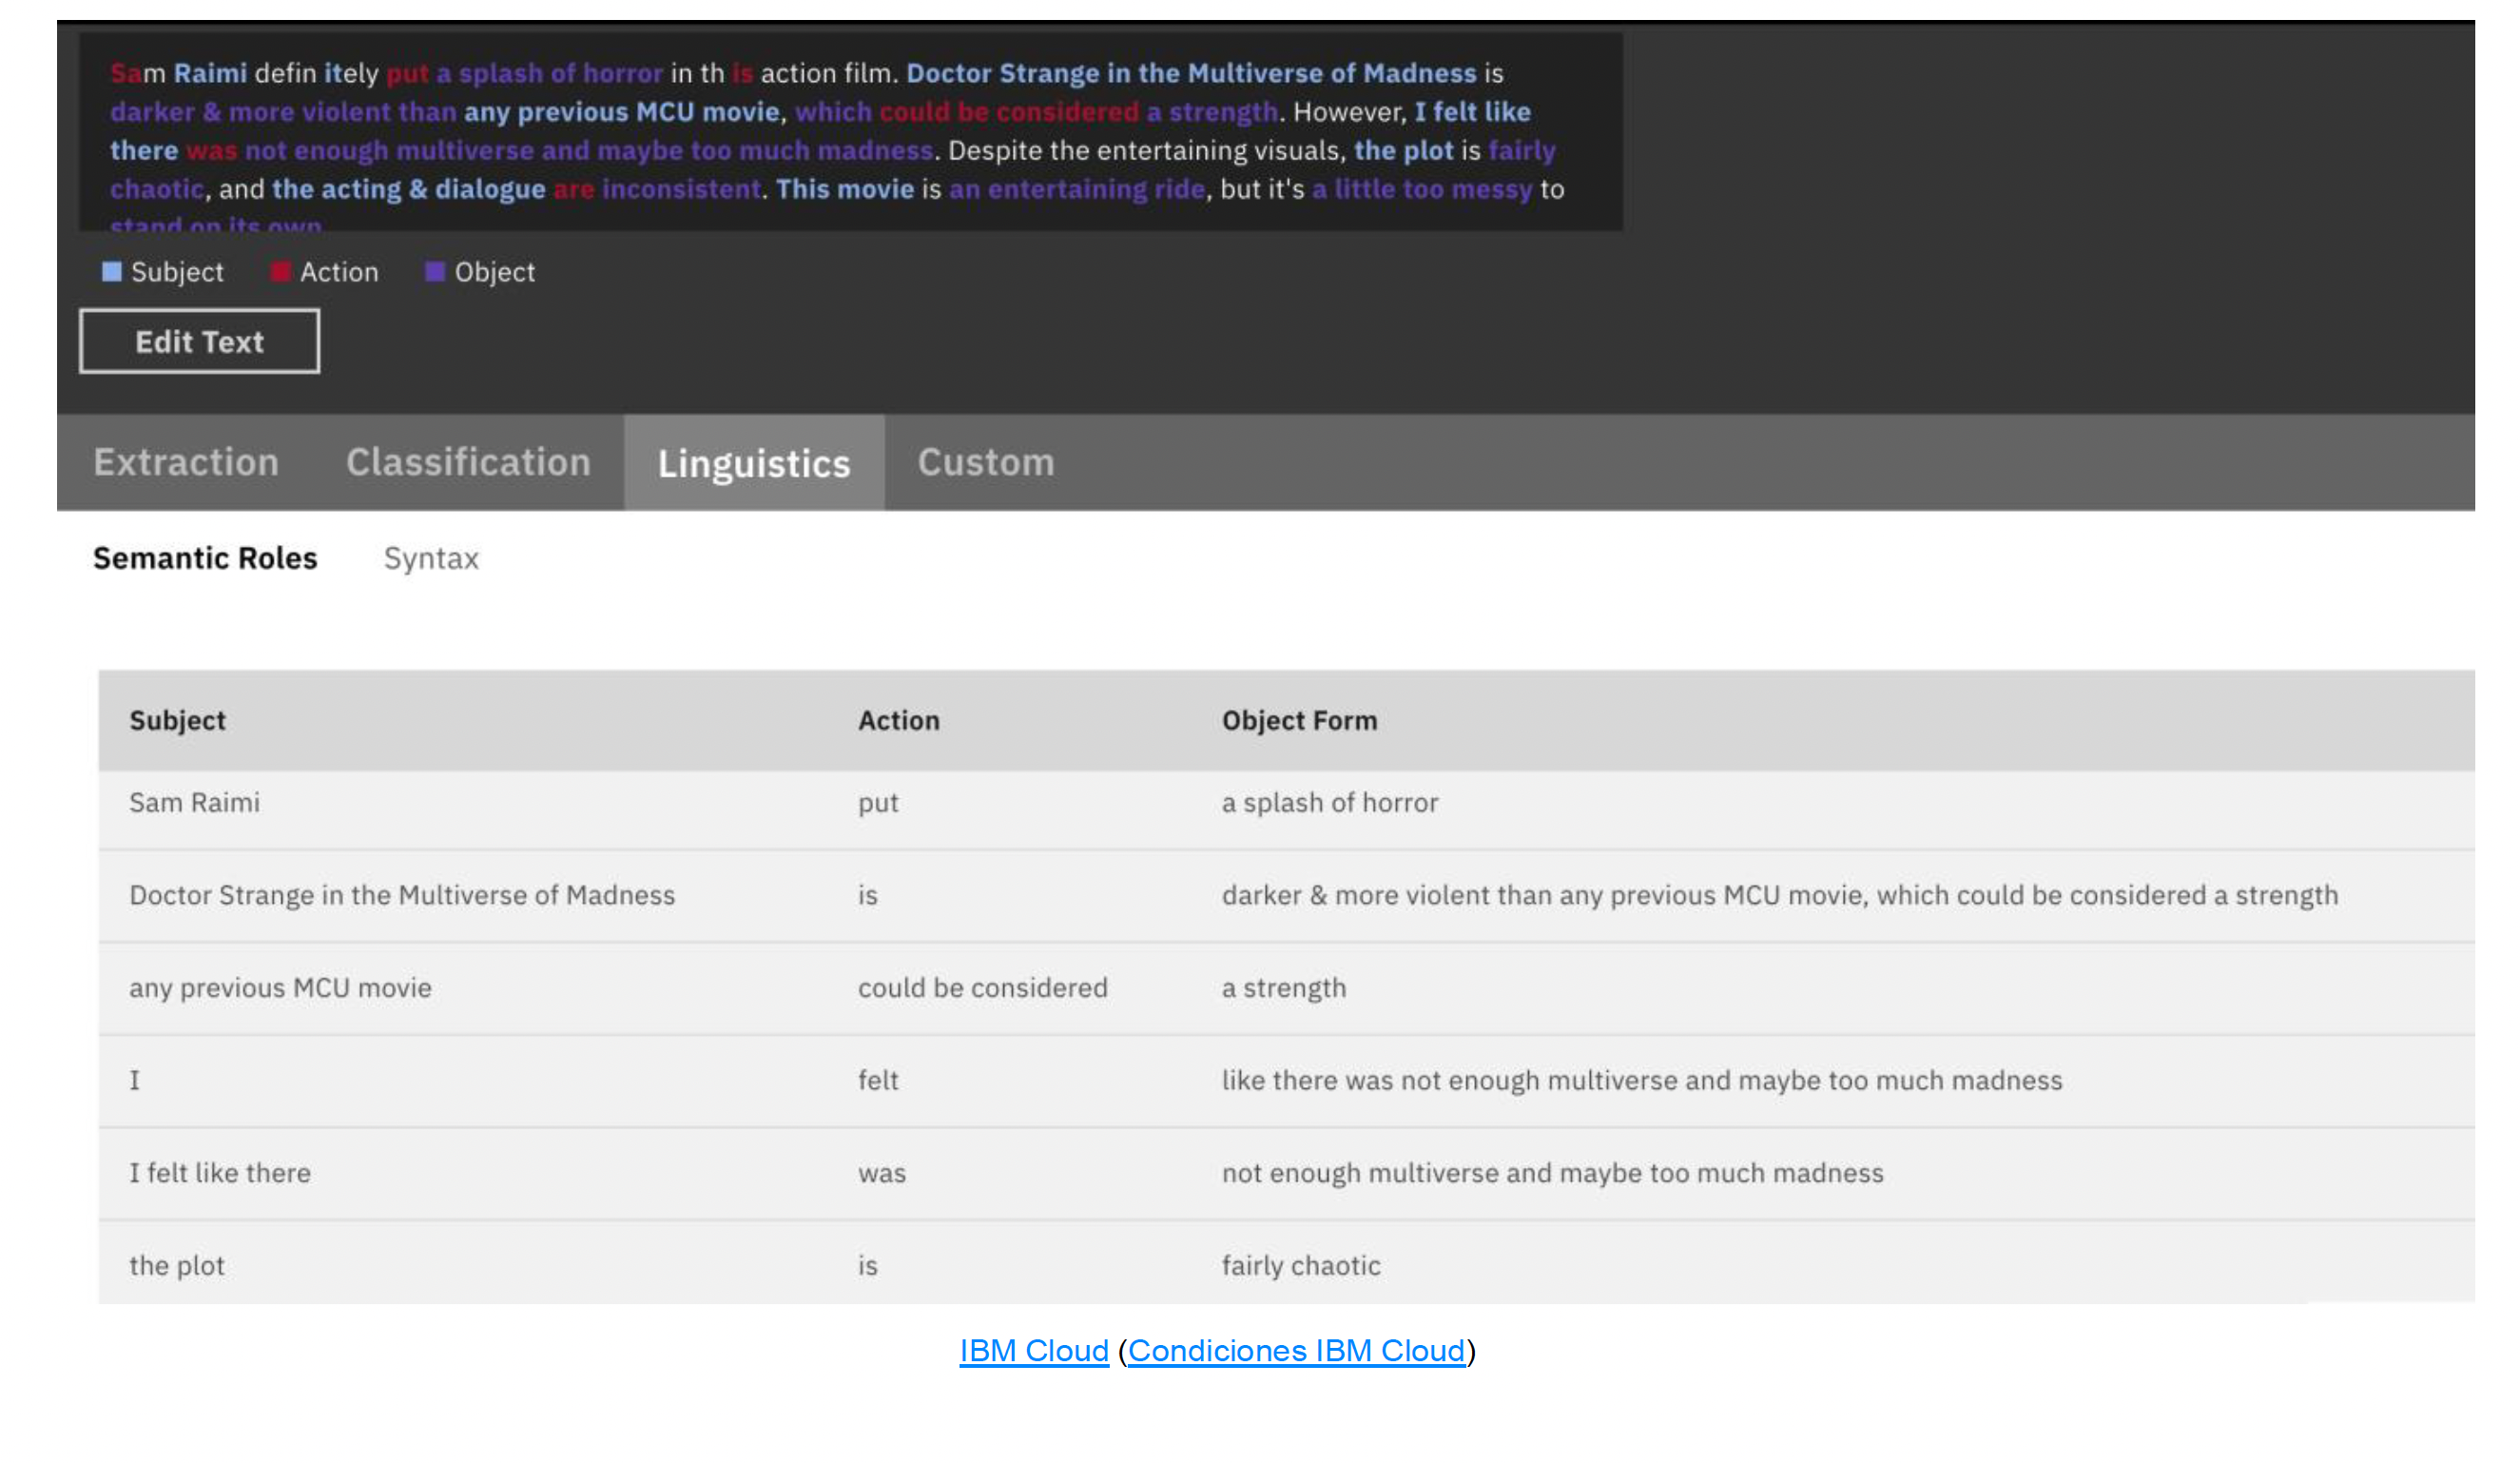 Sam Raimi definitely put a splash of horror in this action film. Doctor Strange in the Multiverse of Madness is
darker & more violent than any previous MCU movie, which could be considered a strength. However, I felt like
there was not enough multiverse and maybe too much madness. Despite the entertaining visuals, the plot is fairly
chaotic, and the acting & dialogue are inconsistent. This movie is an entertaining ride, but it's a little too messy to
stand on its own
Subject Action Object
Edit Text
Extraction Classification Linguistics Custom
Semantic Roles Syntax
Subject Action Object Form
Sam Raimi put a splash of horror
Doctor Strange in the Multiverse of Madness is darker & more violent than any previous MCU movie, which could be considered a strength
any previous MCU movie could be considered a strength
I felt like there was not enough multiverse and maybe too much madness
I felt like there was not enough multiverse and maybe too much madness
the plot is fairly chaotic
IBM Cloud (Condiciones IBM Cloud)